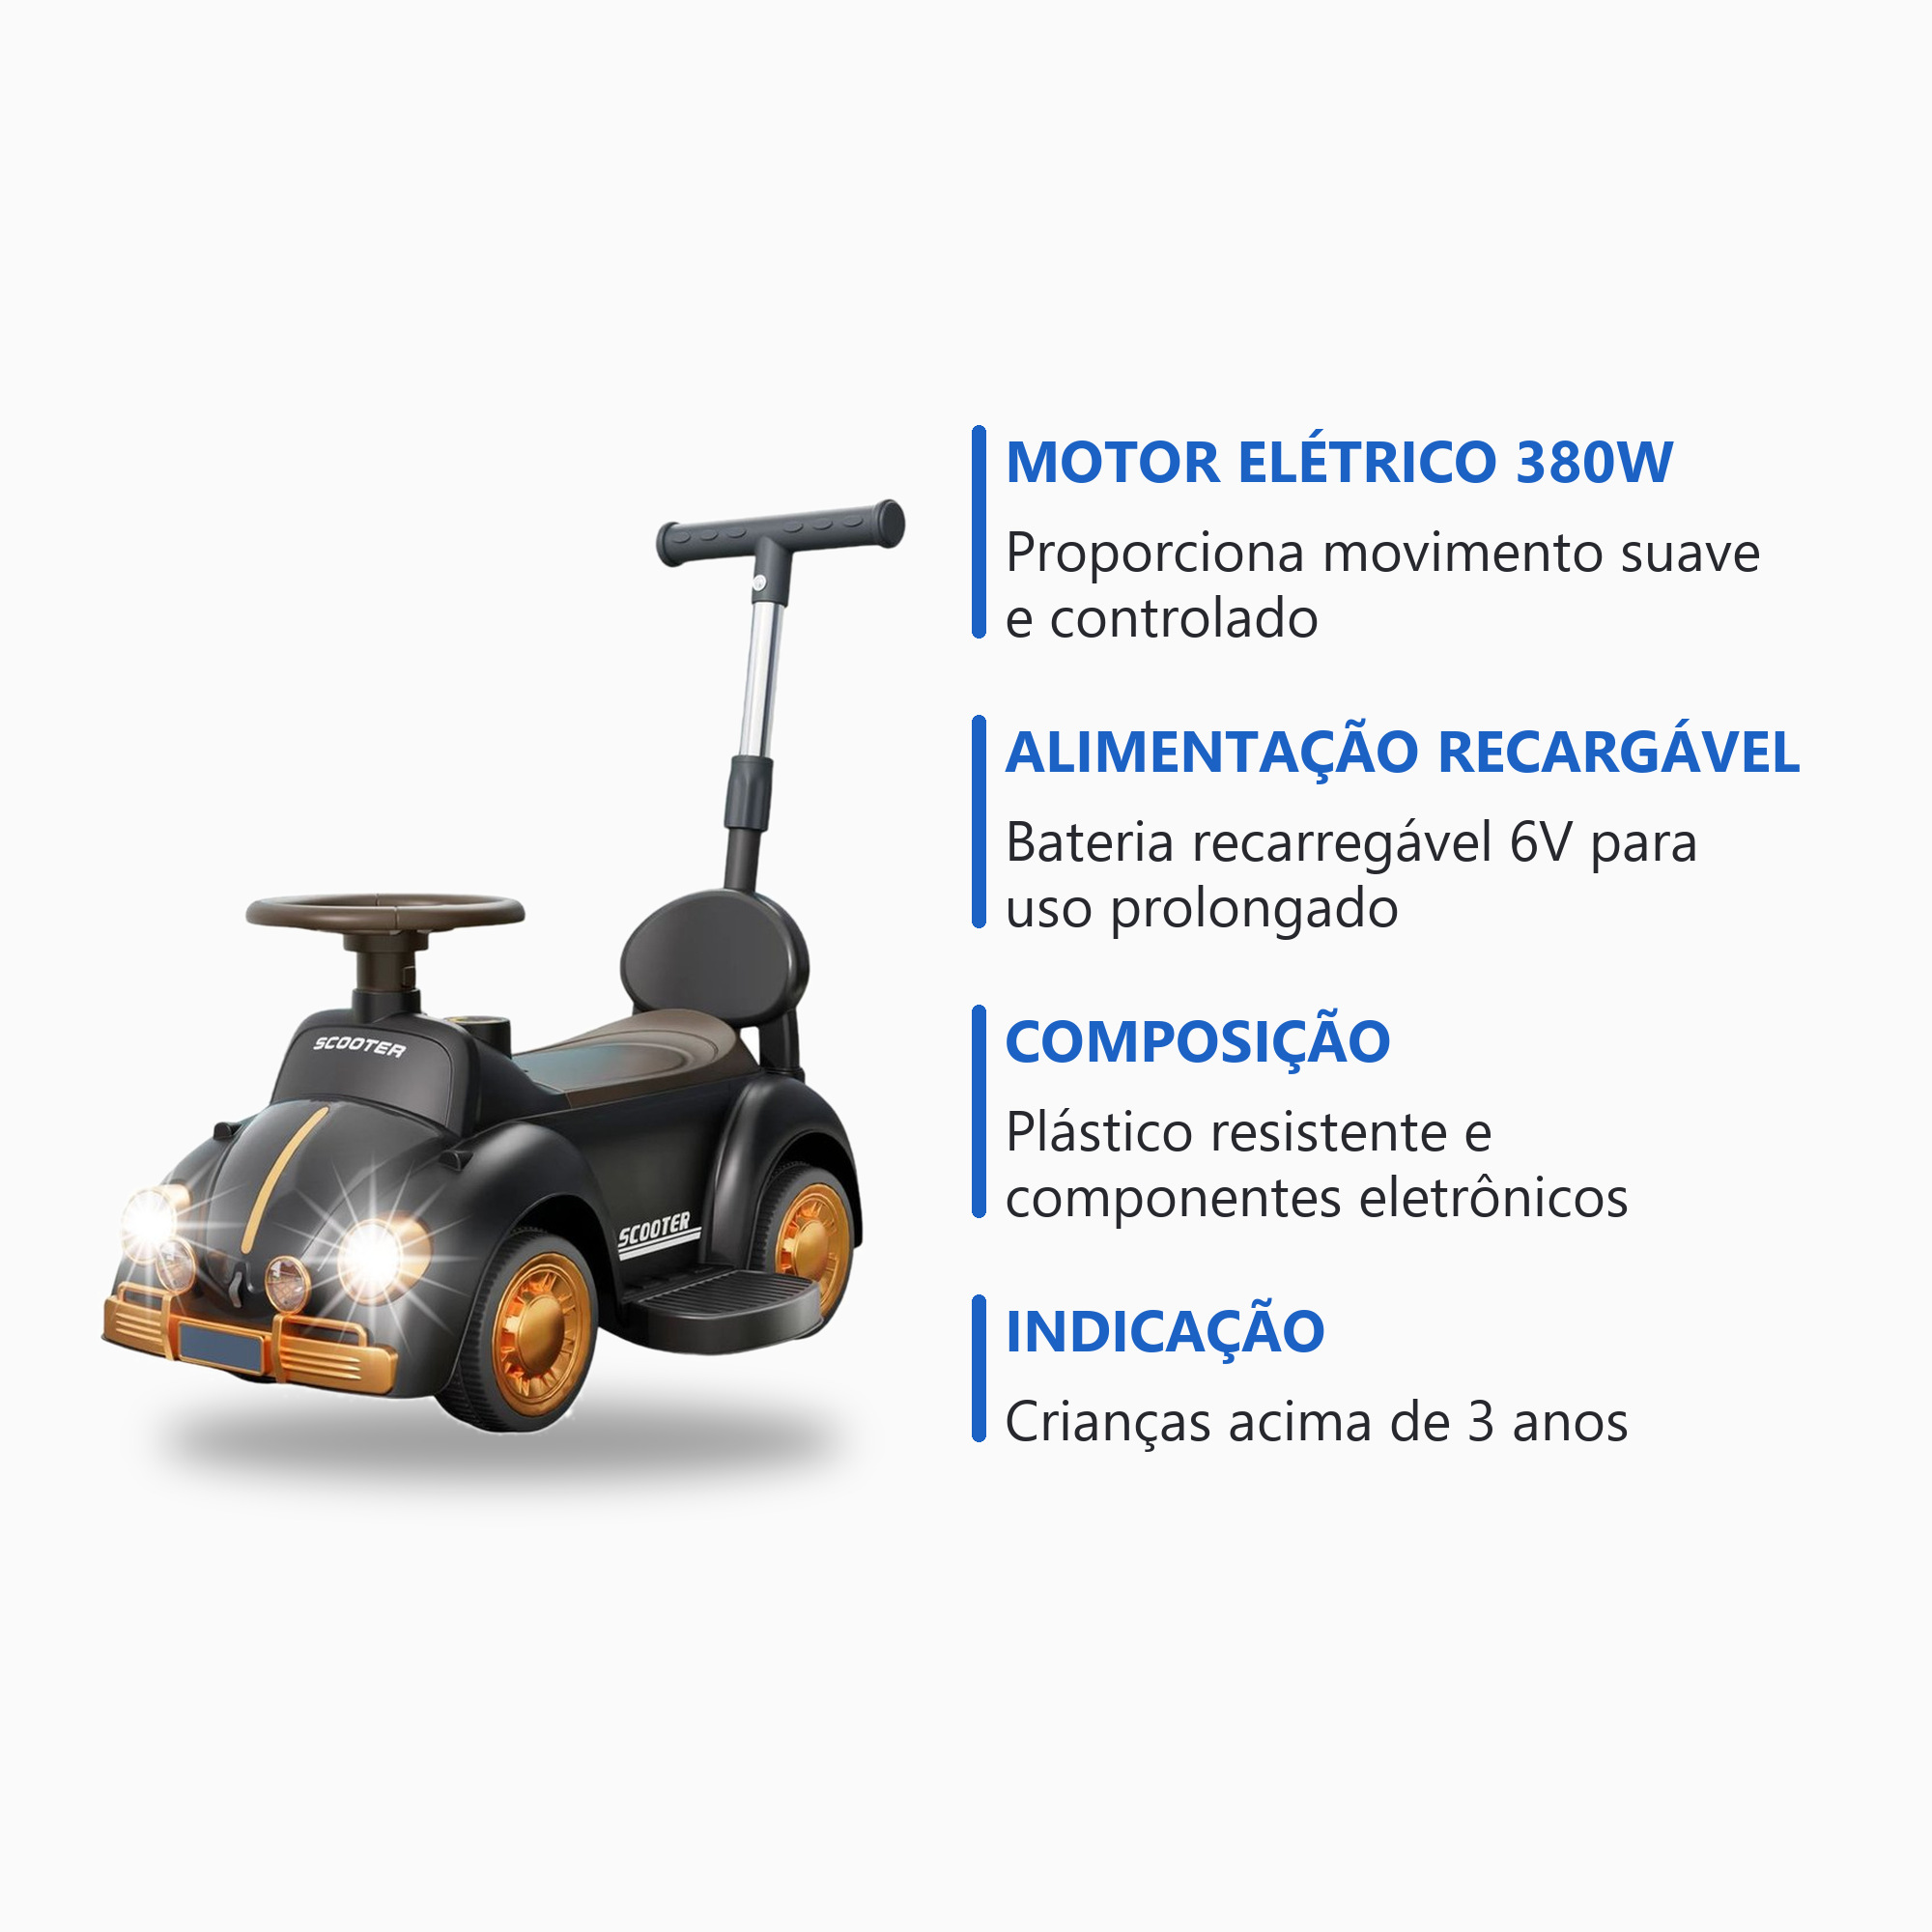 MOTOR ELÉTRICO 380W
Proporciona movimento suave
e controlado
ALIMENTAÇÃO RECARGÁVEL
Bateria recarregável 6V para
uso prolongado
COMPOSIÇÃO
Plástico resistente e
componentes eletrônicos
INDICAÇÃO
Crianças acima de 3 anos
SCOOTER
SCOOTER